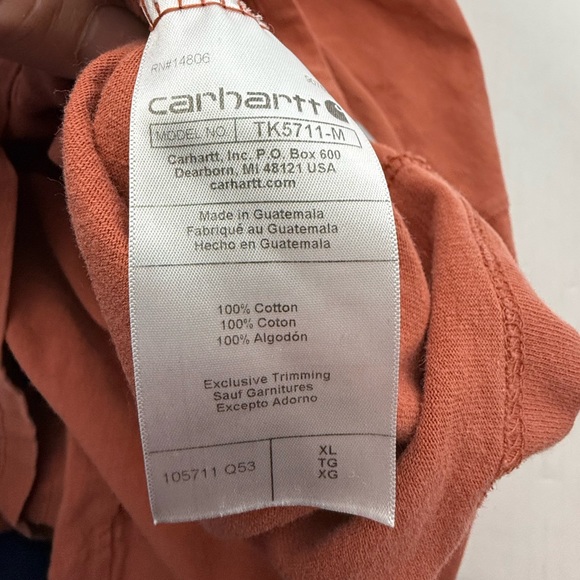 RN#14806
carhartt
MODEL NO. TK5711-M
Carhartt, Inc. P.O. Box 600
Dearborn, MI 48121 USA
carhartt.com
Made in Guatemala
Fabriqué au Guatemala
Hecho en Guatemala
100% Cotton
100% Coton
100% Algodón
Exclusive Trimming
Sauf Garnitures
Excepto Adorno
105711 Q53
XL
TG
XG